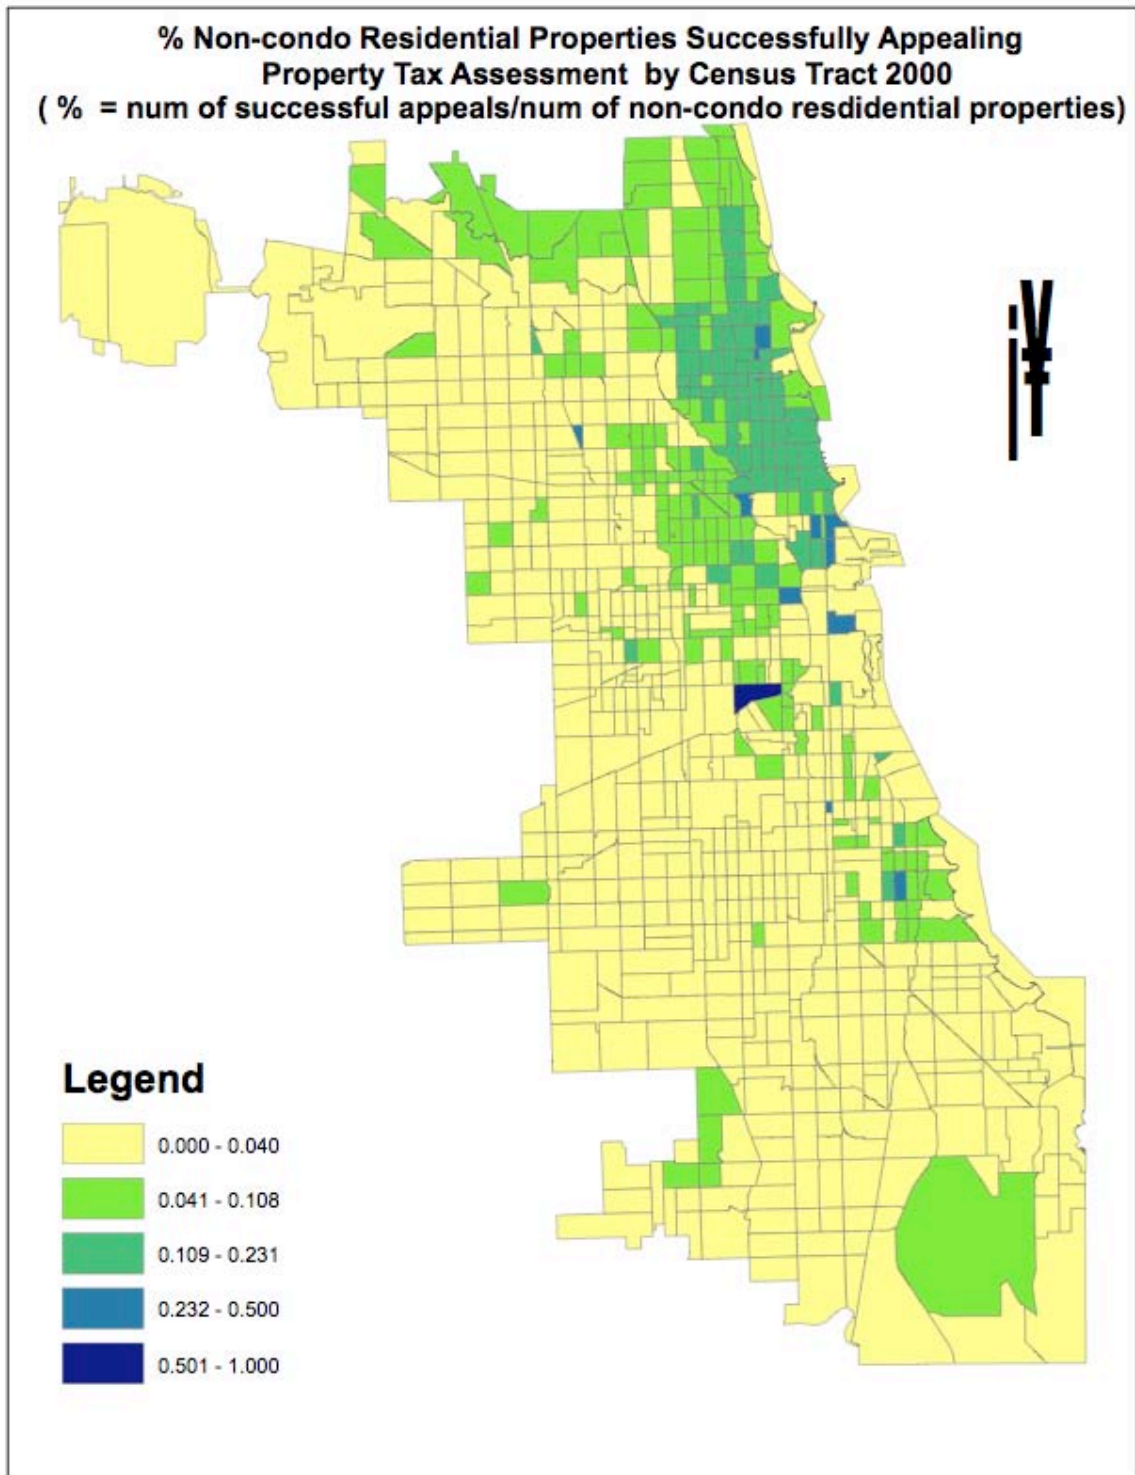 % Non-condo Residential Properties Successfully Appealing
Property Tax Assessment by Census Tract 2000
( % = num of successful appeals/num of non-condo resdidential properties)
Legend
0.000 - 0.040
0.041 - 0.108
0.109 - 0.231
0.232 - 0.500
0.501 - 1.000